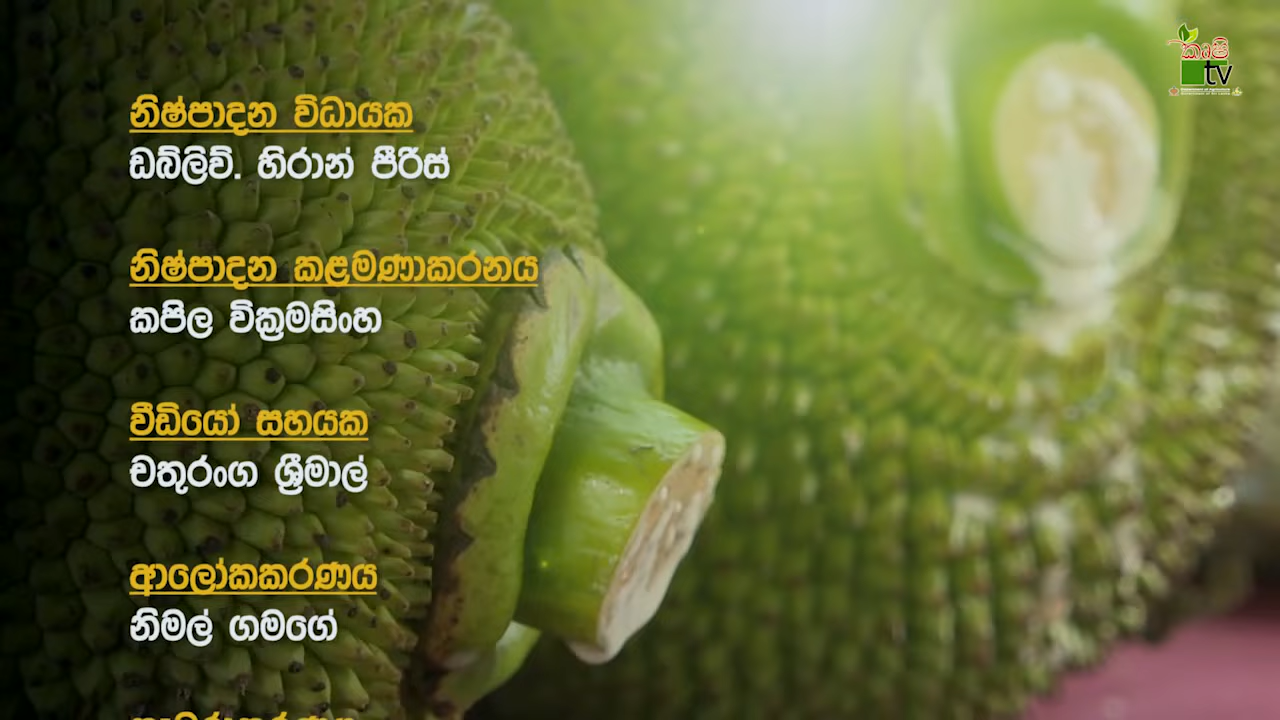 කෘෂි
tv
නිෂ්පාදන විධායක
ඩබ්ලිව්. හිරාන් පීරිස්
නිෂ්පාදන කළමණාකරනය
කපිල වික්‍රමසිංහ
වීඩියෝ සහයක
චතුරංග ශ්‍රීමාල්
ආලෝකකරණය
නිමල් ගමගේ